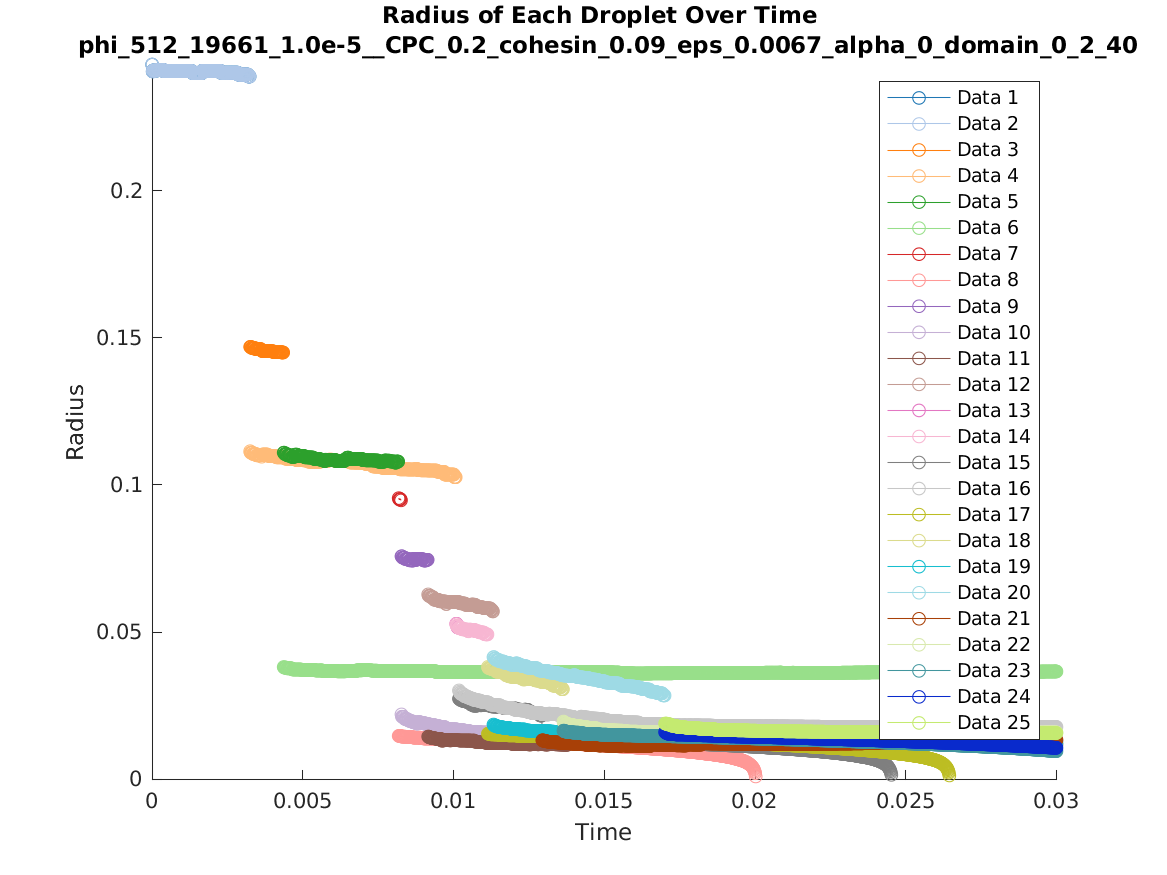 Radius of Each Droplet Over Time
phi_512_19661_1.0e-5__CPC_0.2_cohesin_0.09_eps_0.0067_alpha_0_domain_0_2_40
Data 1
Data 2
Data 3
Data 4
Data 5
Data 6
Data 7
Data 8
Data 9
Data 10
Data 11
Data 12
Data 13
Data 14
Data 15
Data 16
Data 17
Data 18
Data 19
Data 20
Data 21
Data 22
Data 23
Data 24
Data 25
0.2
0.15
0.1
0.05
0
Radius
0
0.005
0.01
0.015
0.02
0.025
0.03
Time